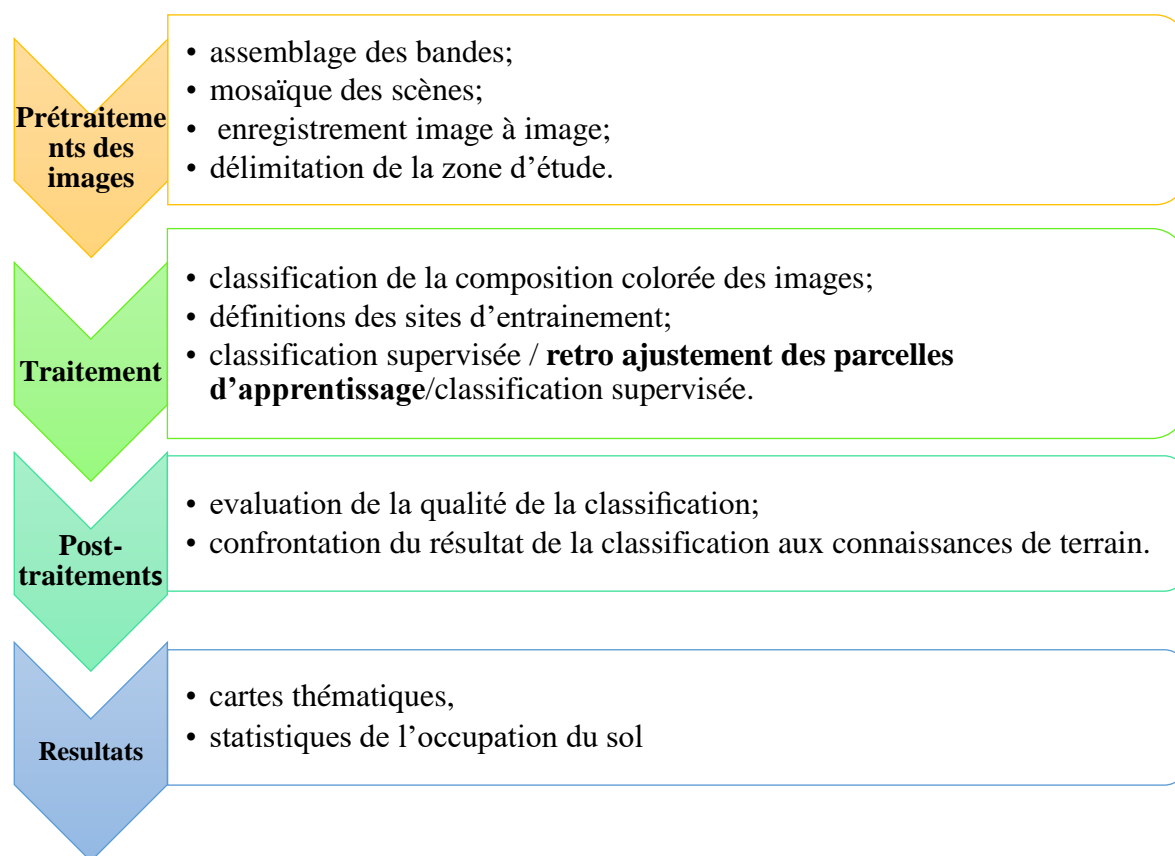 Prétraiteme
nts des
images
• assemblage des bandes;
• mosaïque des scènes;
• enregistrement image à image;
• délimitation de la zone d’étude.
Traitement
• classification de la composition colorée des images;
• définitions des sites d’entrainement;
• classification supervisée / retro ajustement des parcelles
d’apprentissage/classification supervisée.
Post-
traitements
• evaluation de la qualité de la classification;
• confrontation du résultat de la classification aux connaissances de terrain.
Resultats
• cartes thématiques,
• statistiques de l’occupation du sol